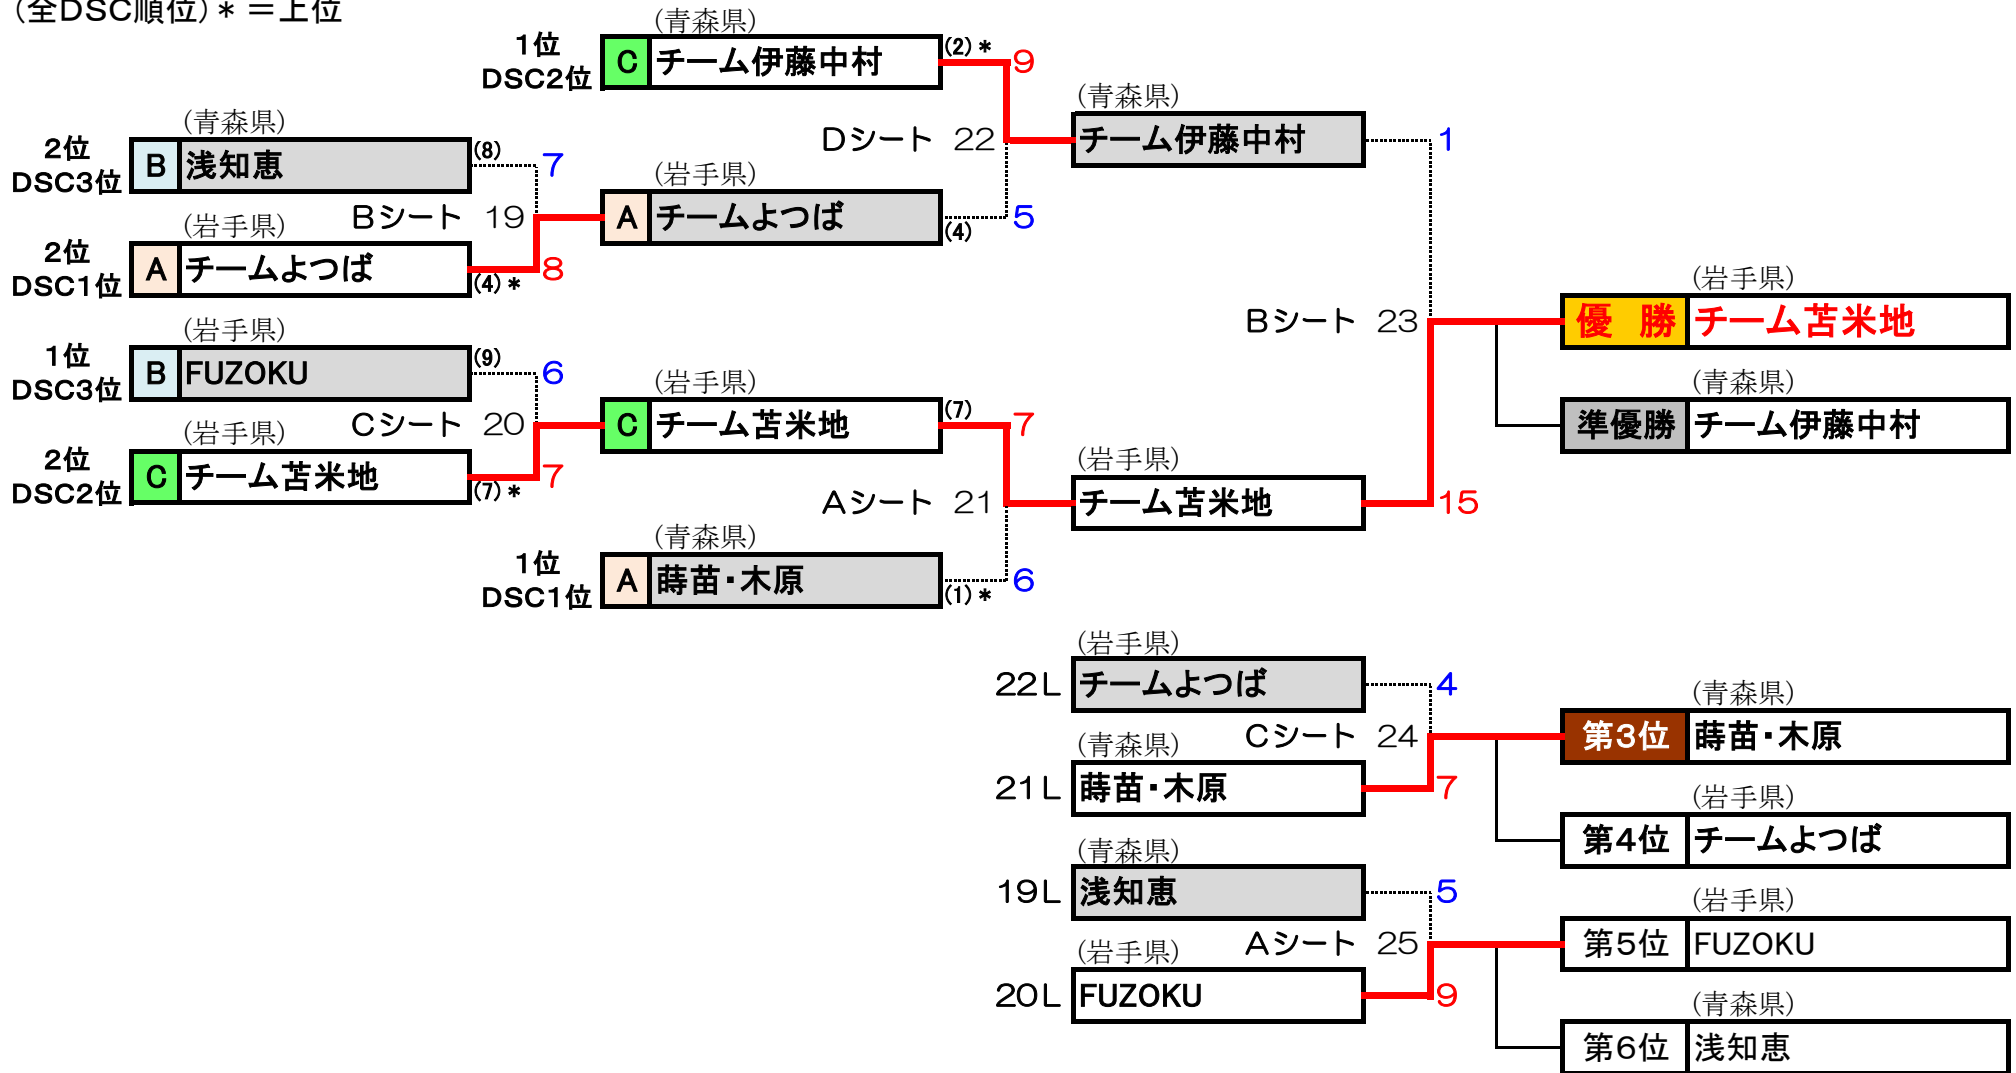 (全DSC順位)＊＝上位
(青森県)
1位
DSC2位
C チーム伊藤中村
(2)＊
9
(青森県)
チーム伊藤中村
1
Dシート 22
(青森県)
2位
DSC3位
B 浅知恵
(8)
7
(岩手県)
A チームよつば
(4)
5
Bシート 19
(岩手県)
2位
DSC1位
A チームよつば
(4)＊
8
(岩手県)
優 勝 チーム苫米地
Bシート 23
(岩手県)
1位
DSC3位
B FUZOKU
(9)
6
(岩手県)
C チーム苫米地
(7)
7
(青森県)
準優勝 チーム伊藤中村
Cシート 20
(岩手県)
2位
DSC2位
C チーム苫米地
(7)＊
7
(岩手県)
チーム苫米地
15
Aシート 21
(青森県)
1位
DSC1位
A 蒔苗・木原
(1)＊
6
(岩手県)
22L チームよつば
4
(青森県)
第3位 蒔苗・木原
Cシート 24
(青森県)
21L 蒔苗・木原
7
(岩手県)
第4位 チームよつば
(青森県)
19L 浅知恵
5
(岩手県)
第5位 FUZOKU
Aシート 25
(岩手県)
20L FUZOKU
9
(青森県)
第6位 浅知恵